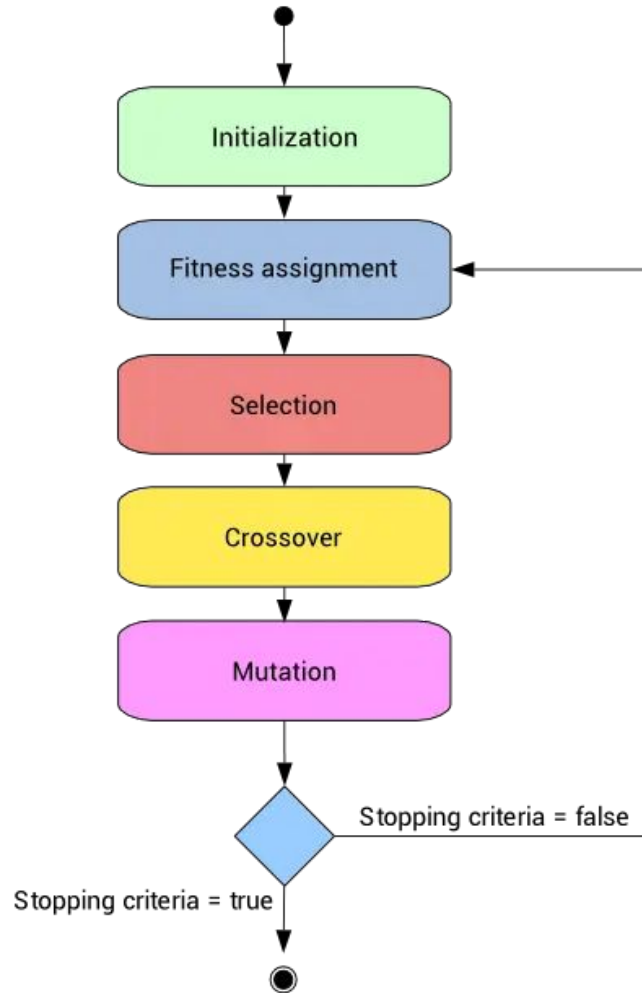 Initialization
Fitness assignment
Selection
Crossover
Mutation
Stopping criteria = false
Stopping criteria = true